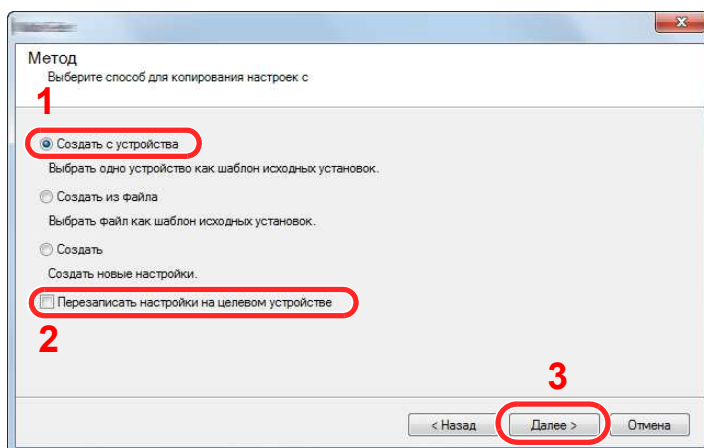 Метод
Выберите способ для копирования настроек с
1
Создать с устройства
Выбрать одно устройство как шаблон исходных установок.
Создать из файла
Выбрать файл как шаблон исходных установок.
Создать
Создать новые настройки.
Перезаписать настройки на целевом устройстве
2
3
< Назад Далее > Отмена